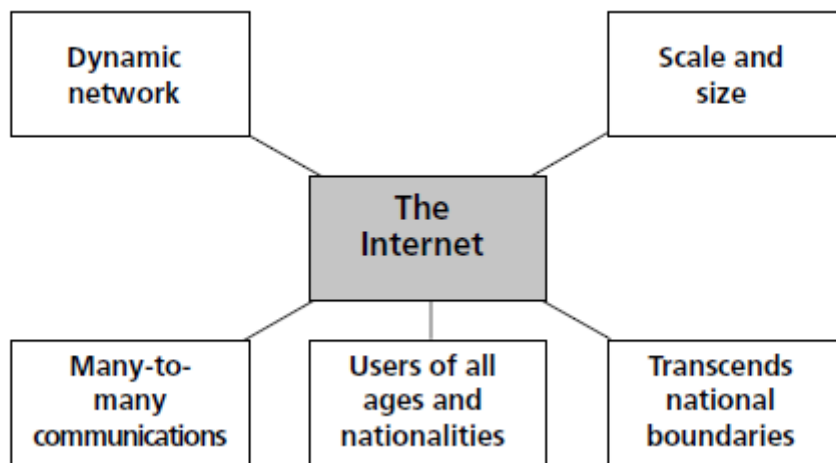 Dynamic
network
Scale and
size
The
Internet
Many-to-
many
communications
Users of all
ages and
nationalities
Transcends
national
boundaries